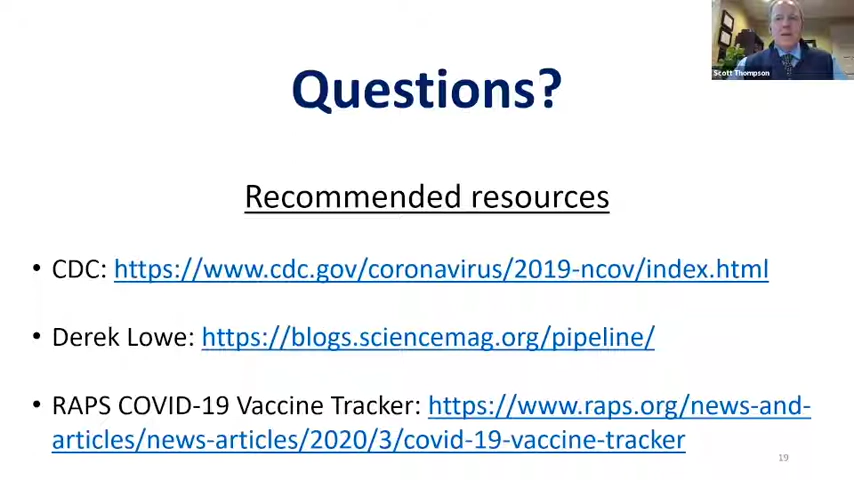 Scott Thompson
Questions?
Recommended resources
• CDC: https://www.cdc.gov/coronavirus/2019-ncov/index.html
• Derek Lowe: https://blogs.sciencemag.org/pipeline/
• RAPS COVID-19 Vaccine Tracker: https://www.raps.org/news-and-
articles/news-articles/2020/3/covid-19-vaccine-tracker
19